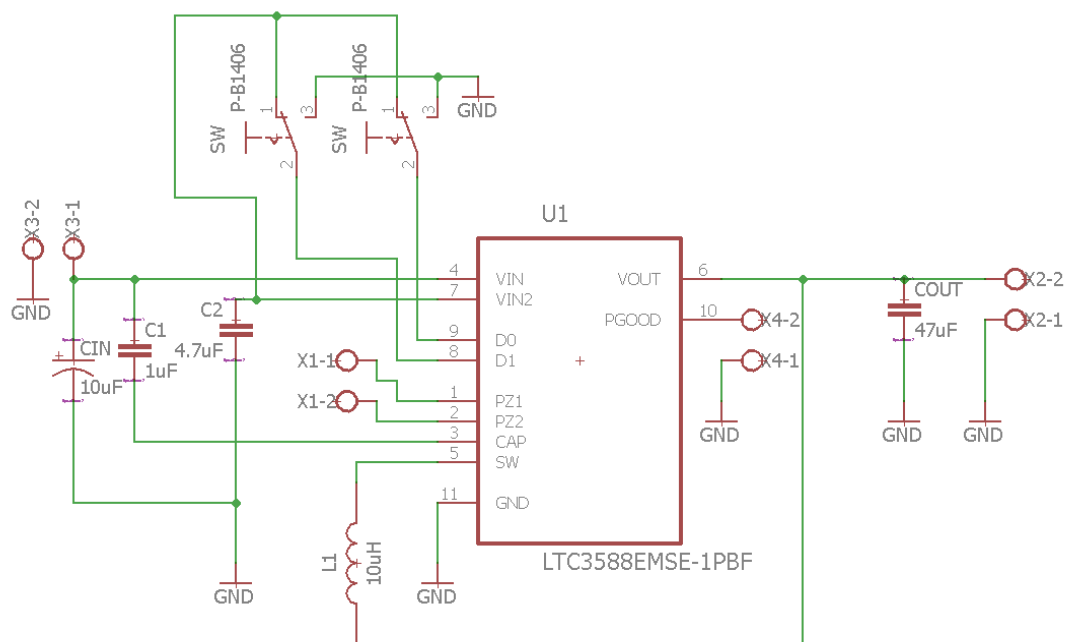 P-B1406
SW
1
3
2
P-B1406
SW
1
3
2
GND
X3-2
X3-1
GND
U1
4
VIN
7
VIN2
9
D0
8
D1
1
PZ1
2
PZ2
3
CAP
5
SW
11
GND
VOUT
6
PGOOD
10
LTC3588EMSE-1PBF
C1
1uF
C2
4.7uF
CIN
10uF
X1-1
X1-2
X4-2
X4-1
GND
COUT
47uF
GND
X2-2
X2-1
GND
L1
10uH
GND
GND